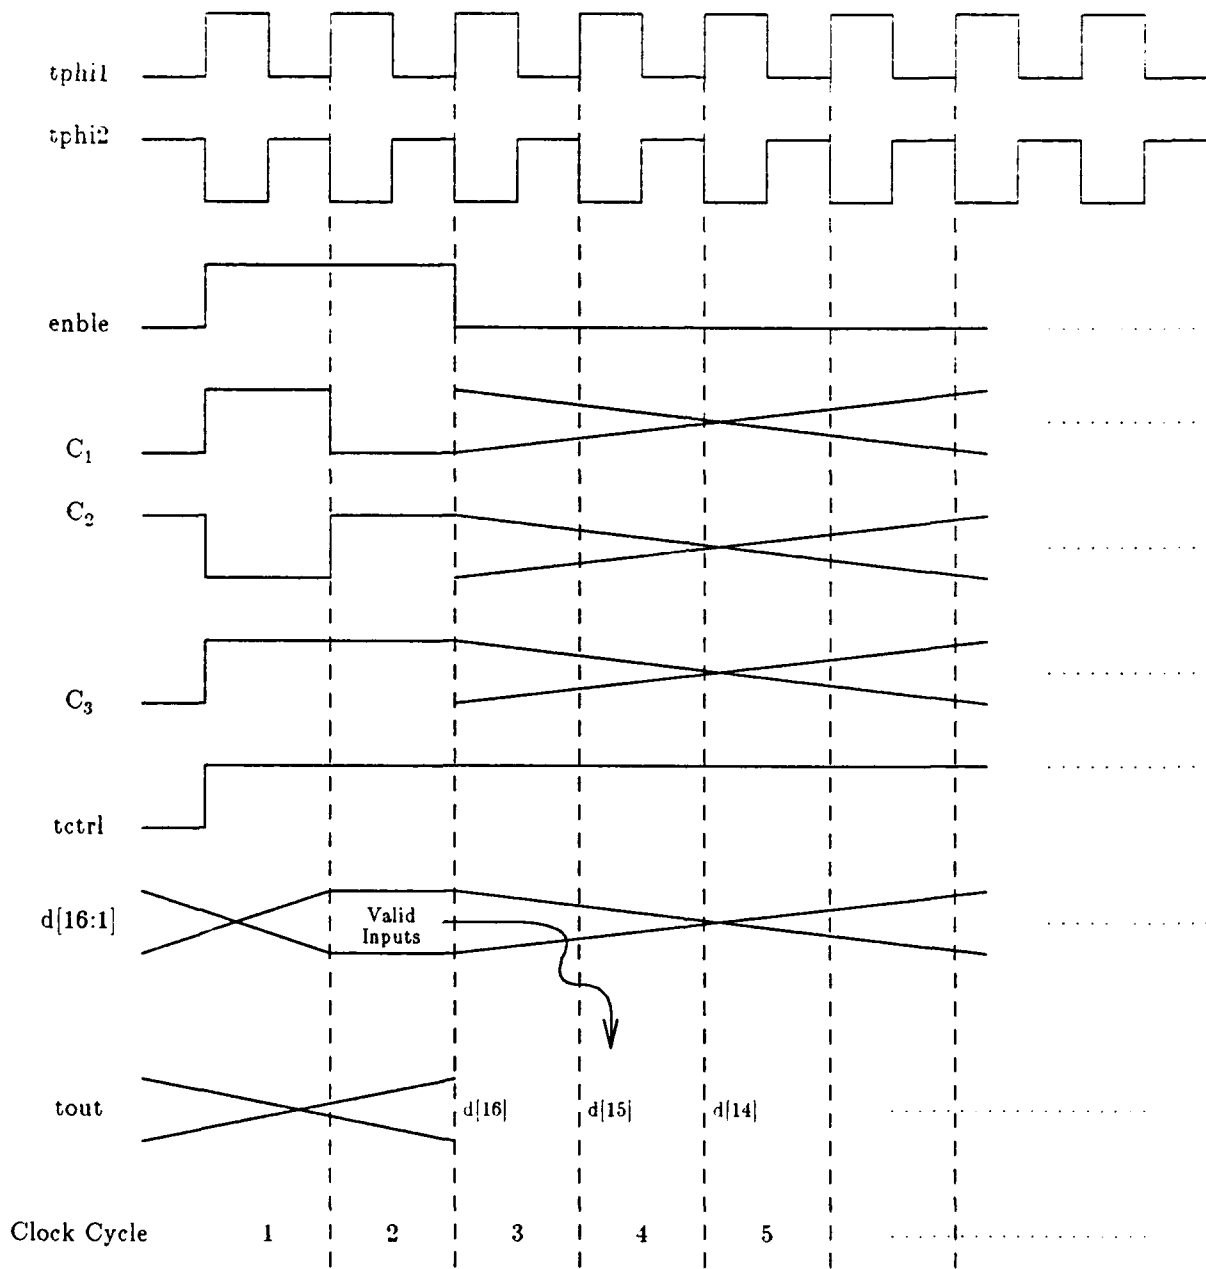 tphi1
tphi2
enble
C₁
C₂
C₃
tctrl
d[16:1]
Valid
Inputs
tout
d[16]
d[15]
d[14]
Clock Cycle 1 2 3 4 5